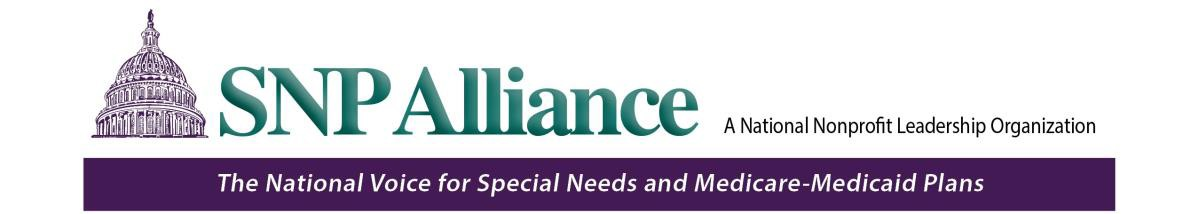 SNP Alliance A National Nonprofit Leadership Organization
The National Voice for Special Needs and Medicare-Medicaid Plans